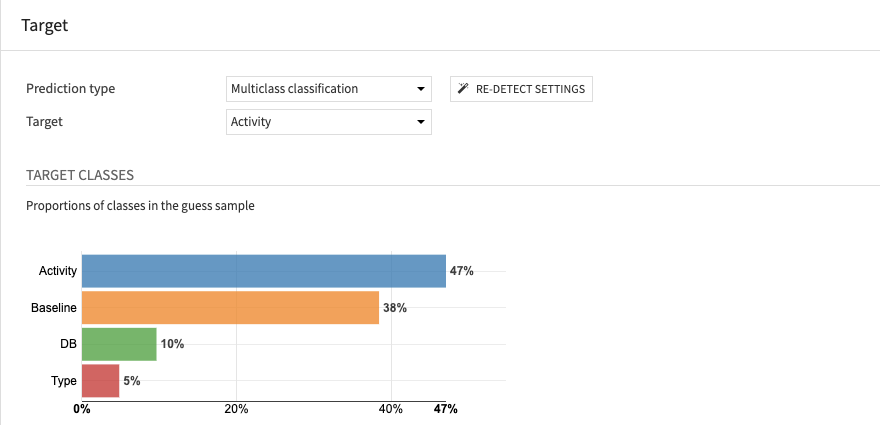 Target
Prediction type Multiclass classification RE-DETECT SETTINGS
Target Activity
TARGET CLASSES
Proportions of classes in the guess sample
Activity 47%
Baseline 38%
DB 10%
Type 5%
0% 20% 40% 47%